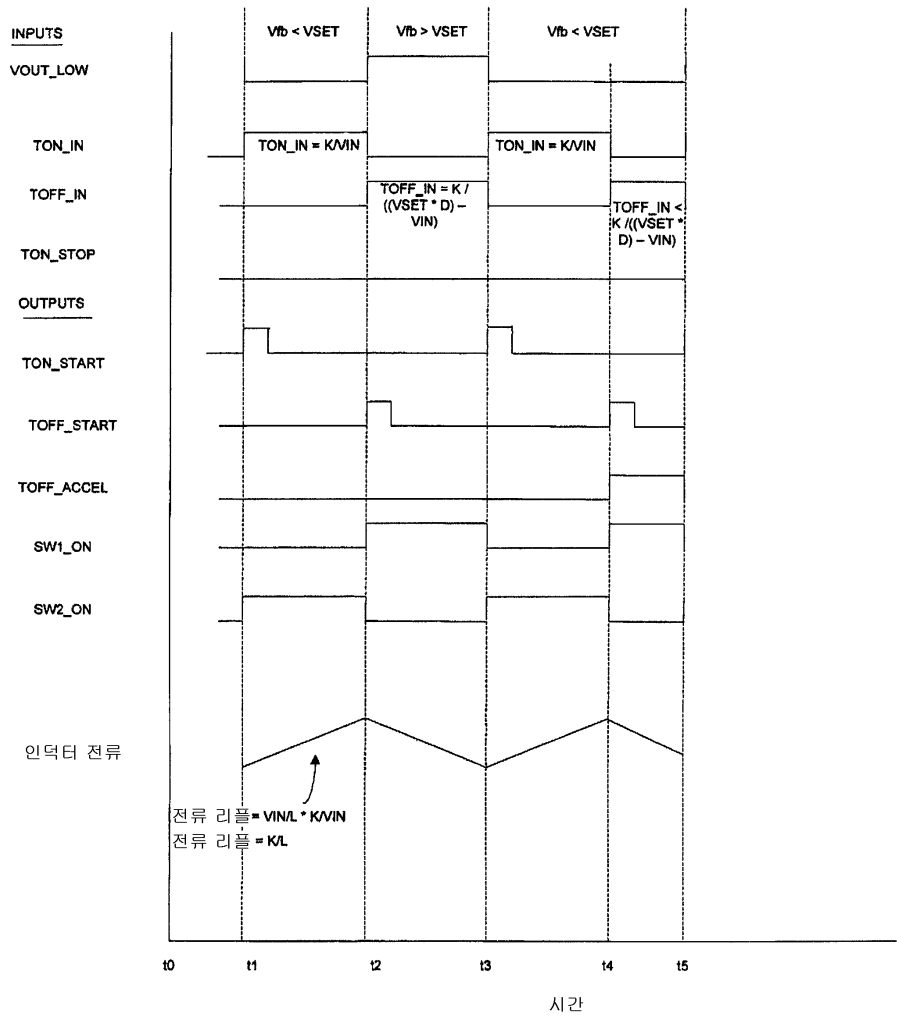 INPUTS
Vfb < VSET
Vfb > VSET
Vfb < VSET
VOUT_LOW
TON_IN
TON_IN = K/VIN
TON_IN = K/VIN
TOFF_IN
TOFF_IN = K /
((VSET * D) –
VIN)
TOFF_IN <
K /((VSET *
D) – VIN)
TON_STOP
OUTPUTS
TON_START
TOFF_START
TOFF_ACCEL
SW1_ON
SW2_ON
인덕터 전류
전류 리플 = VIN/L * K/VIN
전류 리플 = K/L
t0
t1
t2
t3
t4
t5
시간